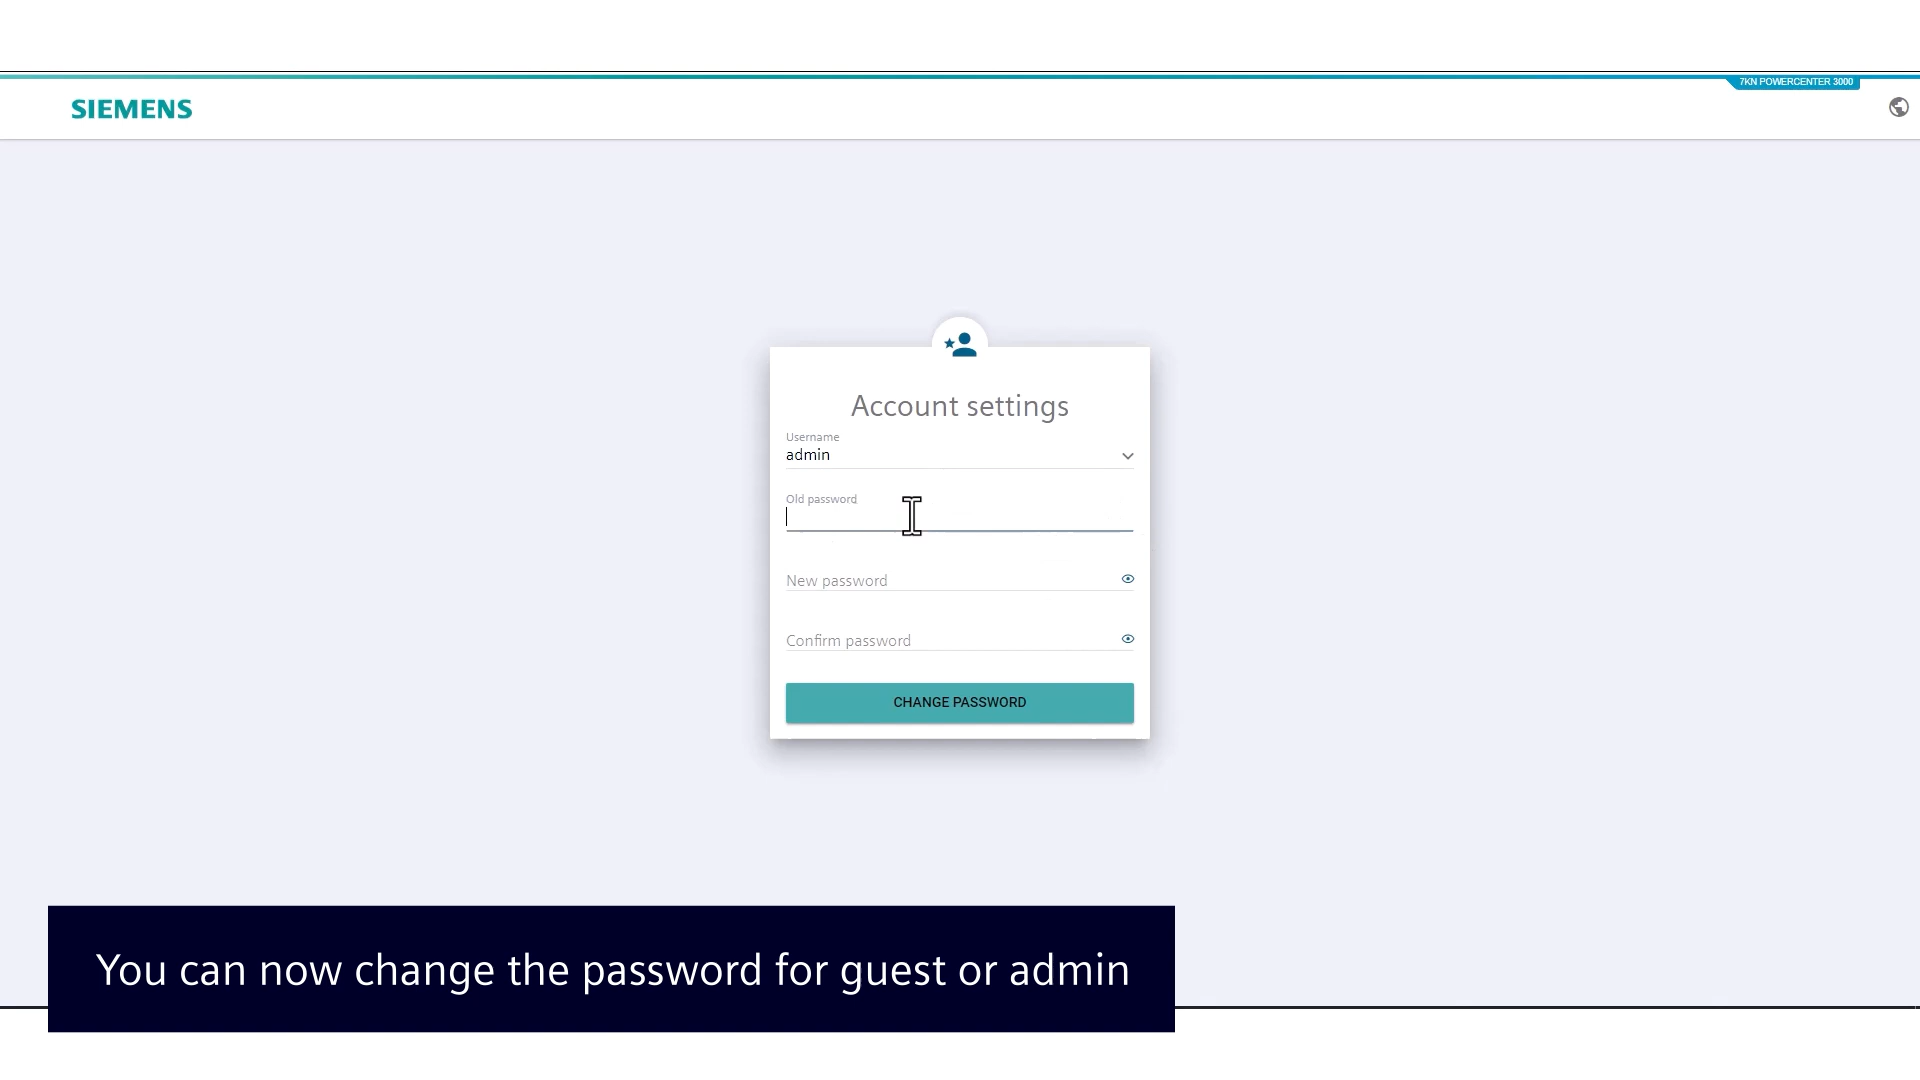 7KN POWERCENTER 3000
SIEMENS
Account settings
Username
admin
Old password
New password
Confirm password
CHANGE PASSWORD
You can now change the password for guest or admin